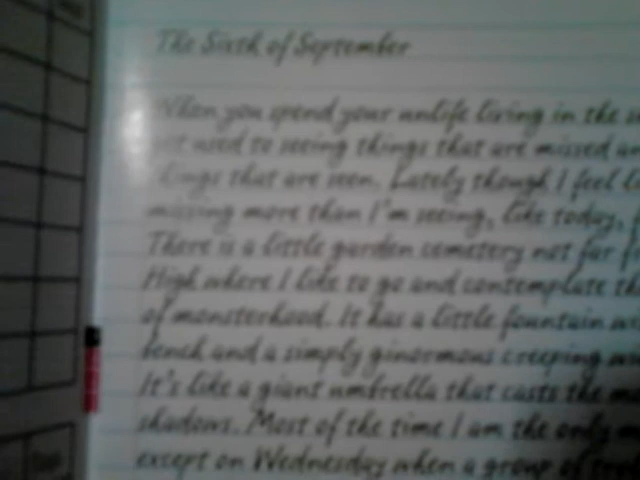 The Sixth of September
When you spend your unlife living in the
used to seeing things that are missed
things that are seen. Lately though I feel
missing more than I'm seeing, like today,
There is a little garden cemetery not far
High where I like to go and contemplate
of monsterhood. It has a little fountain
bench and a simply ginormous creeping
It's like a giant umbrella that casts the
shadows. Most of the time I am the only
except on Wednesday when a group of